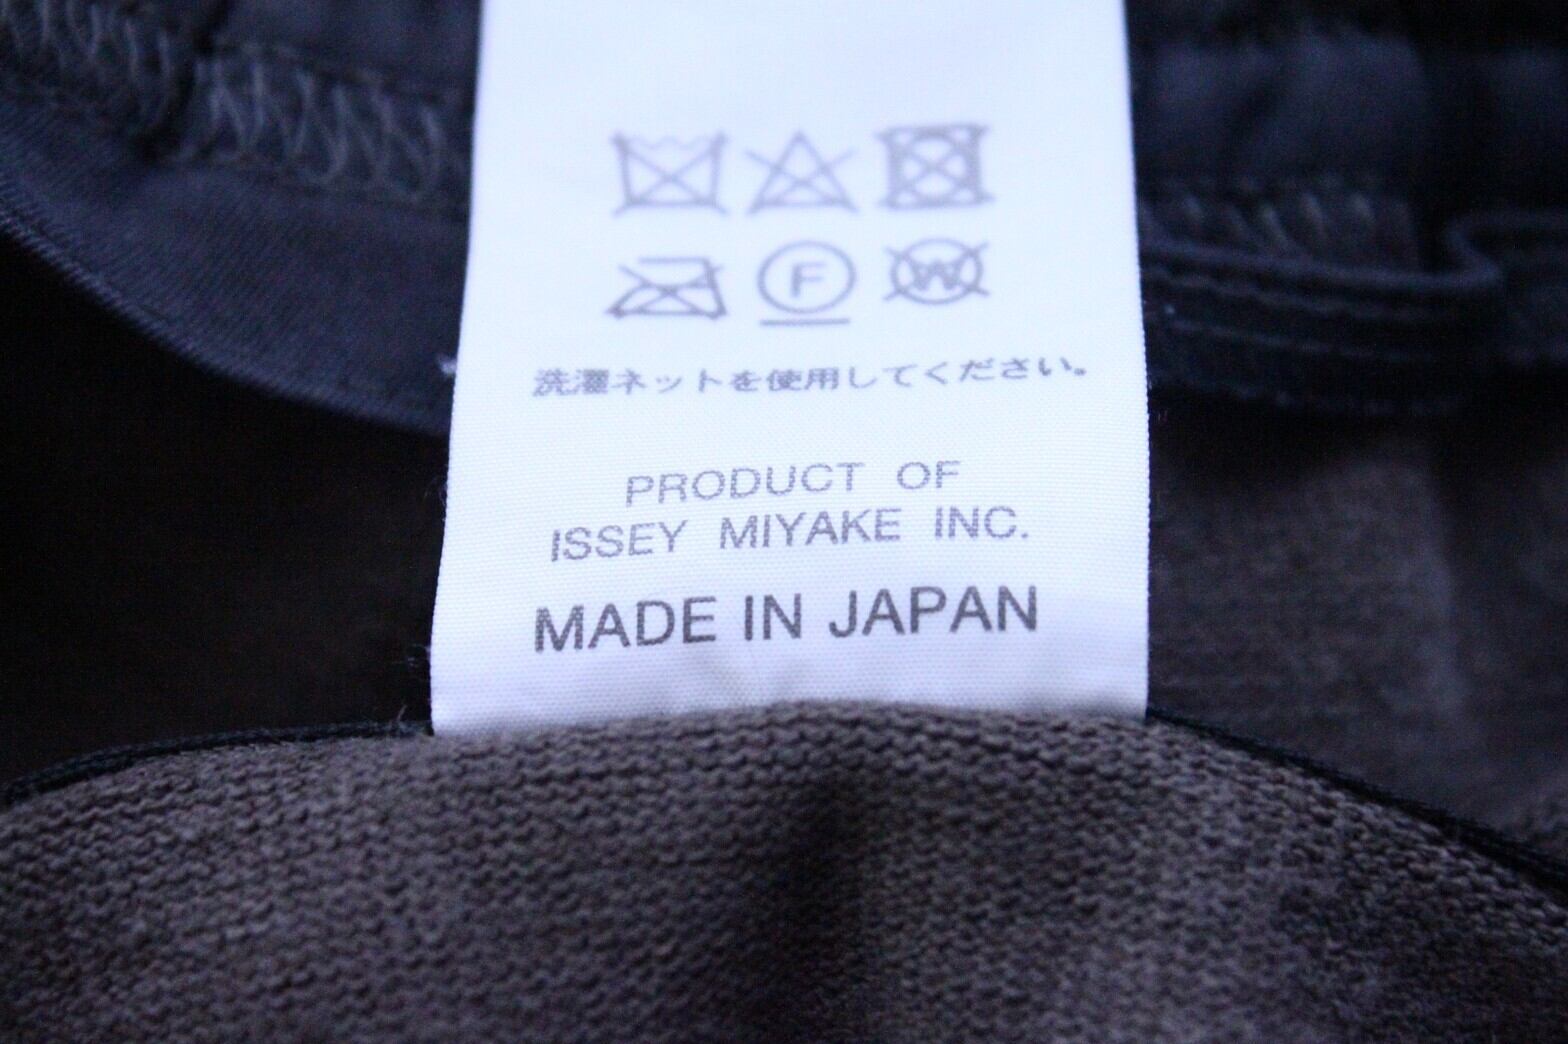 F W
洗濯ネットを使用してください。
PRODUCT OF
ISSEY MIYAKE INC.
MADE IN JAPAN